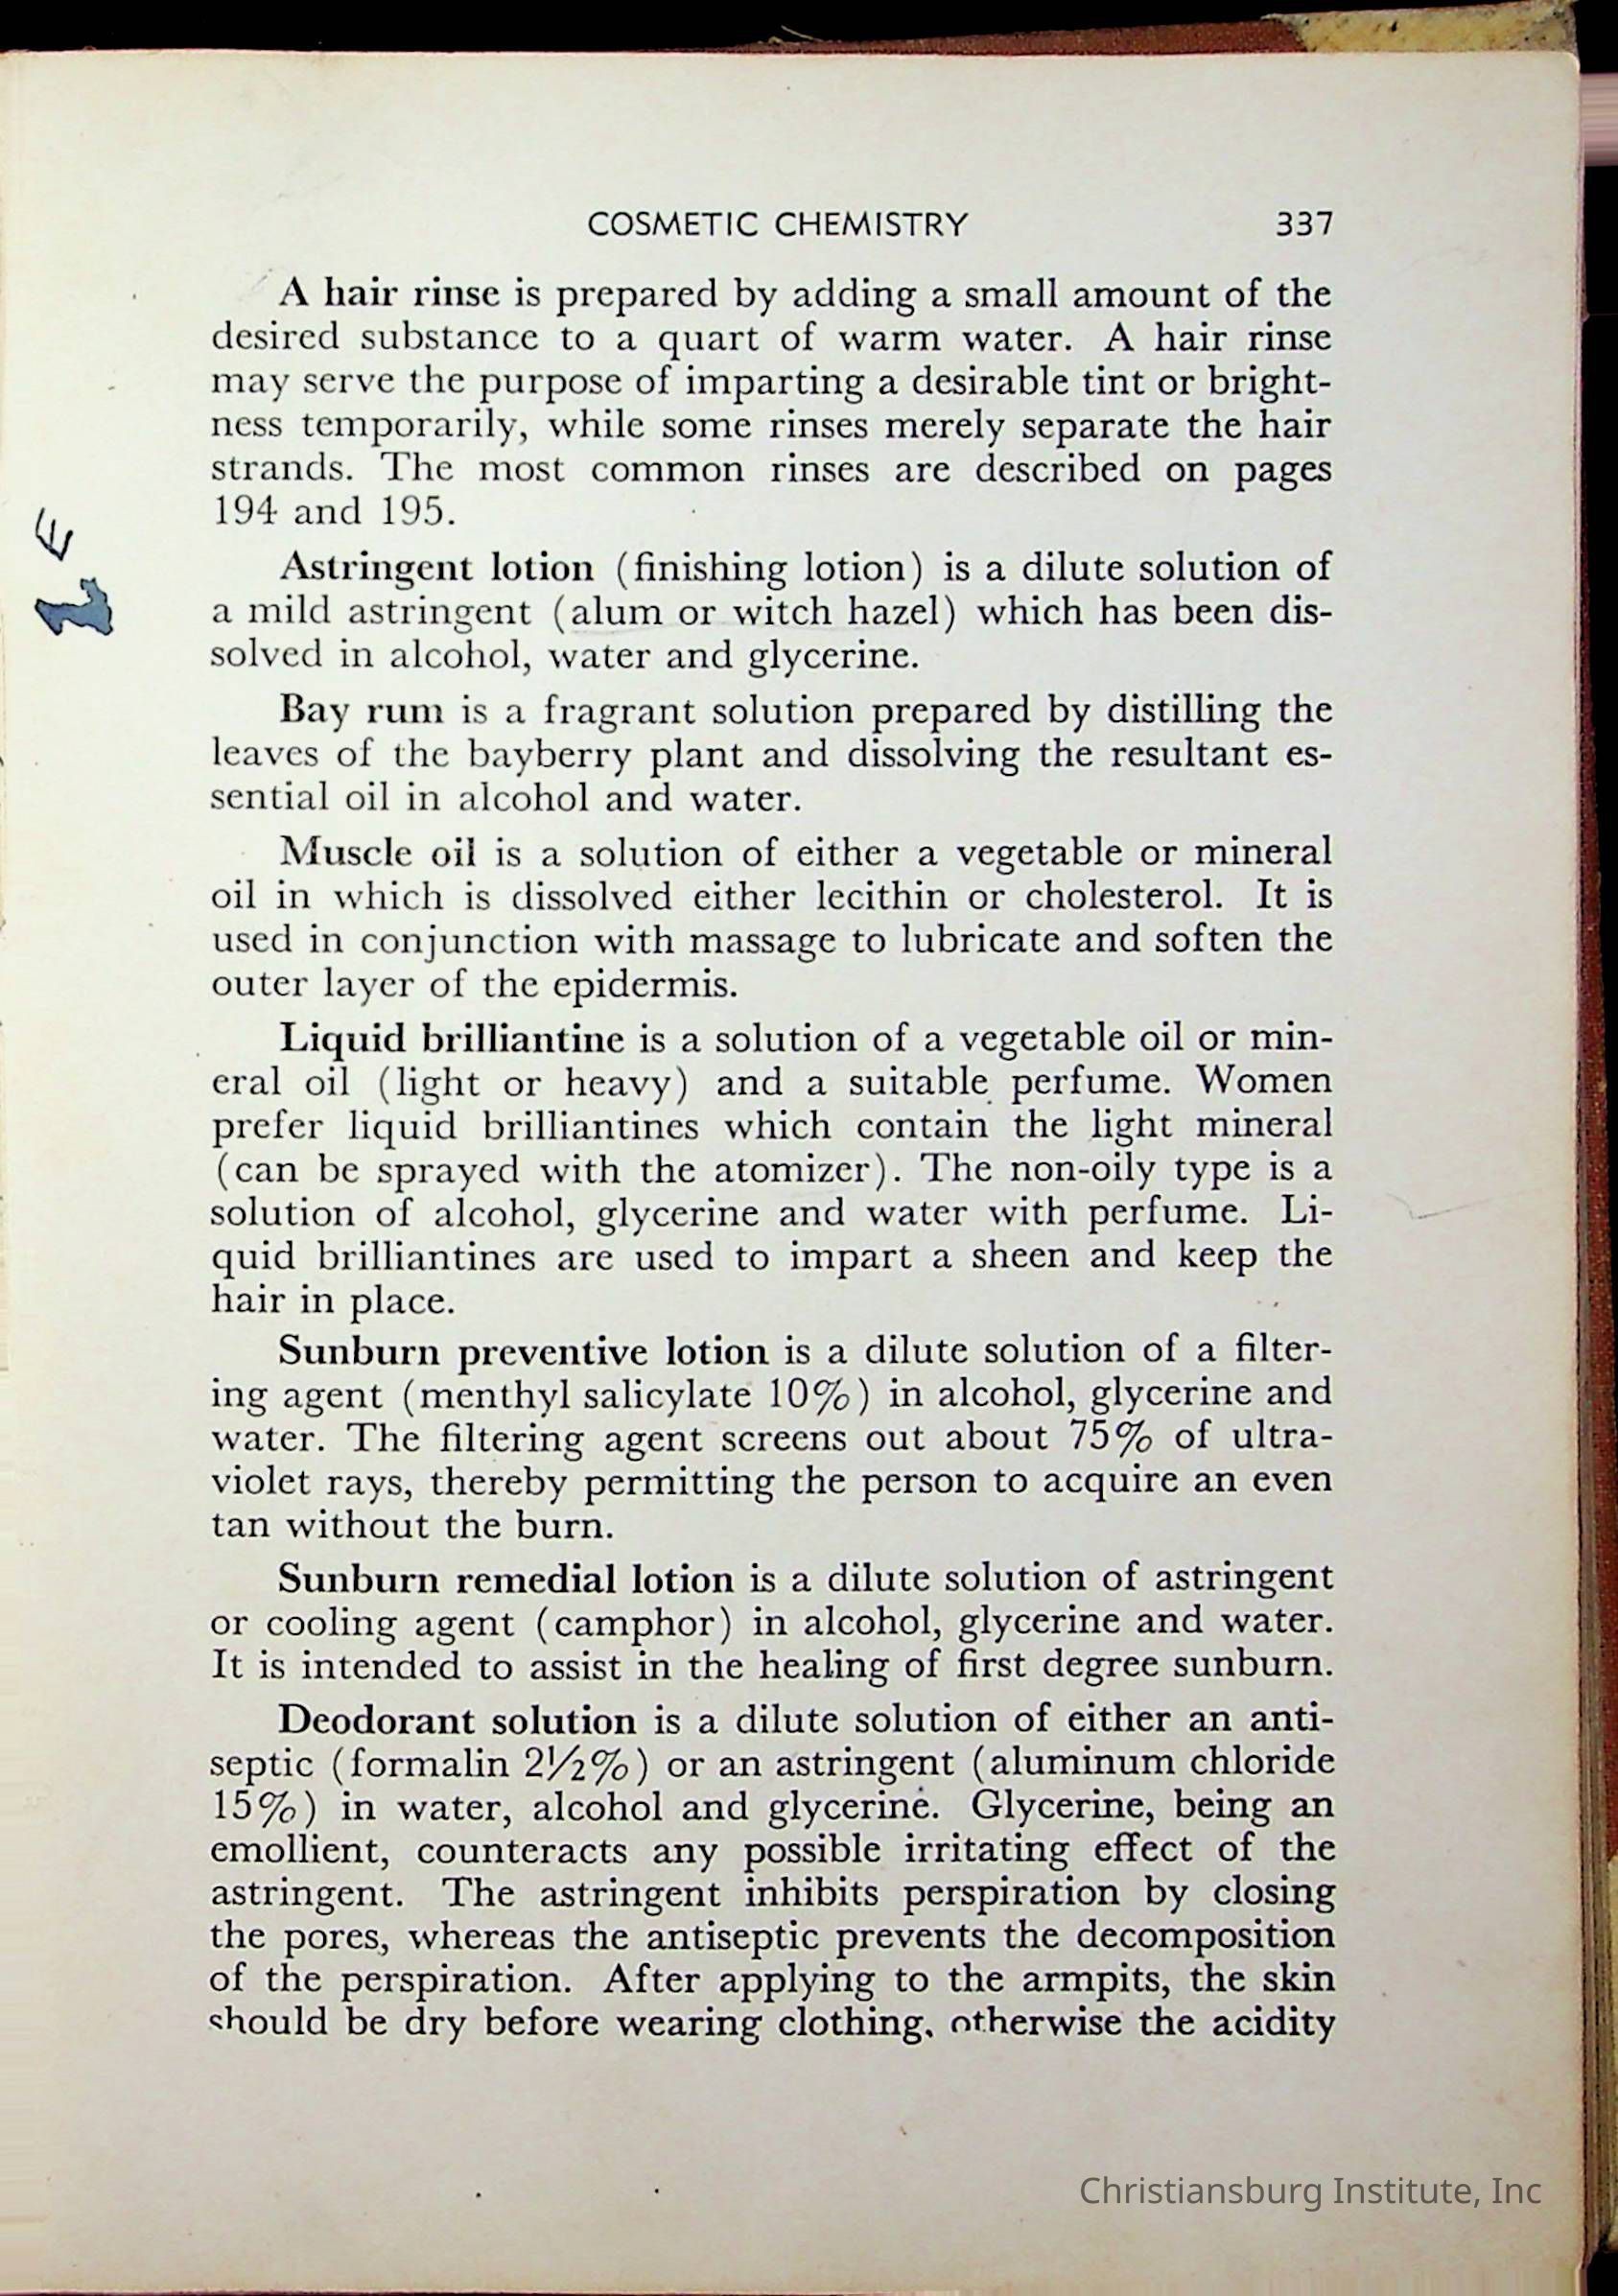 COSMETIC CHEMISTRY 337
A hair rinse is prepared by adding a small amount of the
desired substance to a quart of warm water. A hair rinse
may serve the purpose of imparting a desirable tint or bright-
ness temporarily, while some rinses merely separate the hair
strands. The most common rinses are described on pages
194 and 195.
Astringent lotion (finishing lotion) is a dilute solution of
a mild astringent (alum or witch hazel) which has been dis-
solved in alcohol, water and glycerine.
Bay rum is a fragrant solution prepared by distilling the
leaves of the bayberry plant and dissolving the resultant es-
sential oil in alcohol and water.
Muscle oil is a solution of either a vegetable or mineral
oil in which is dissolved either lecithin or cholesterol. It is
used in conjunction with massage to lubricate and soften the
outer layer of the epidermis.
Liquid brilliantine is a solution of a vegetable oil or min-
eral oil (light or heavy) and a suitable perfume. Women
prefer liquid brilliantines which contain the light mineral
(can be sprayed with the atomizer). The non-oily type is a
solution of alcohol, glycerine and water with perfume. Li-
quid brilliantines are used to impart a sheen and keep the
hair in place.
Sunburn preventive lotion is a dilute solution of a filter-
ing agent (menthyl salicylate 10%) in alcohol, glycerine and
water. The filtering agent screens out about 75% of ultra-
violet rays, thereby permitting the person to acquire an even
tan without the burn.
Sunburn remedial lotion is a dilute solution of astringent
or cooling agent (camphor) in alcohol, glycerine and water.
It is intended to assist in the healing of first degree sunburn.
Deodorant solution is a dilute solution of either an anti-
septic (formalin 2½%) or an astringent (aluminum chloride
15%) in water, alcohol and glycerine. Glycerine, being an
emollient, counteracts any possible irritating effect of the
astringent. The astringent inhibits perspiration by closing
the pores, whereas the antiseptic prevents the decomposition
of the perspiration. After applying to the armpits, the skin
should be dry before wearing clothing, otherwise the acidity
Christiansburg Institute, Inc